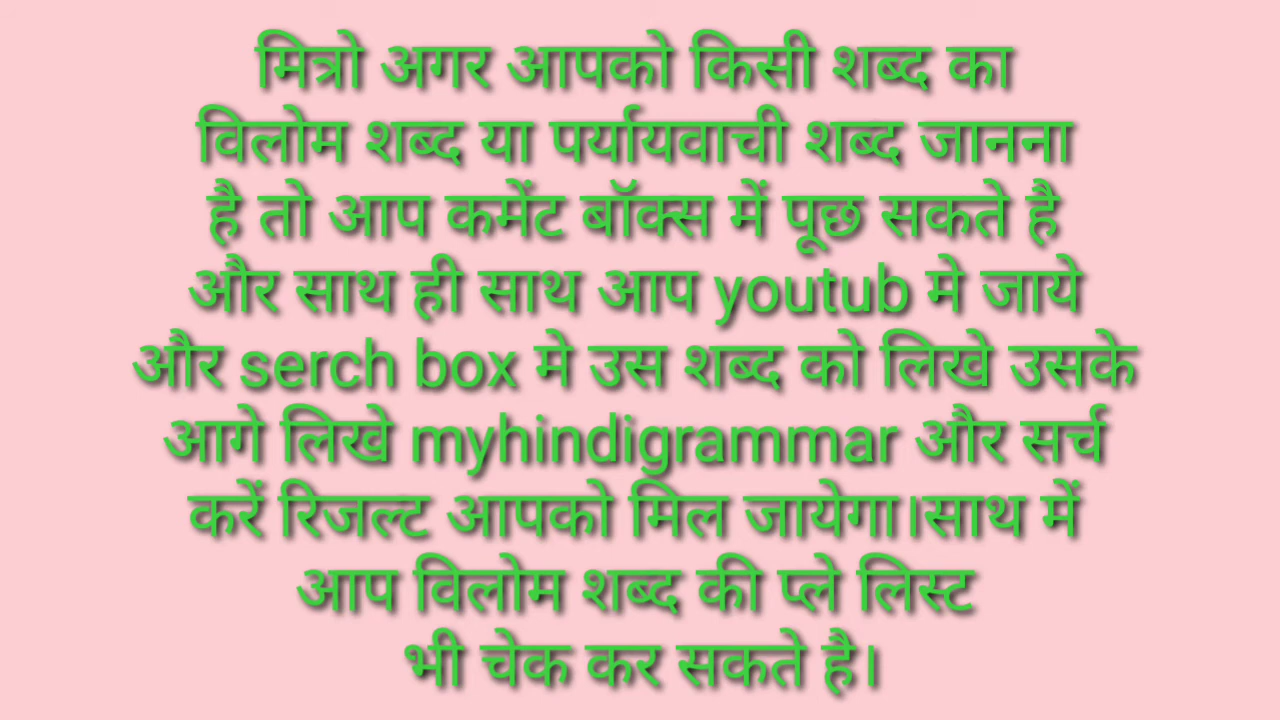 मित्रो अगर आपको किसी शब्द का
विलोम शब्द या पर्यायवाची शब्द जानना
है तो आप कमेंट बॉक्स में पूछ सकते है
और साथ ही साथ आप youtub मे जाये
और serch box मे उस शब्द को लिखे उसके
आगे लिखे myhindigrammar और सर्च
करें रिजल्ट आपको मिल जायेगा।साथ में
आप विलोम शब्द की प्ले लिस्ट
भी चेक कर सकते है।